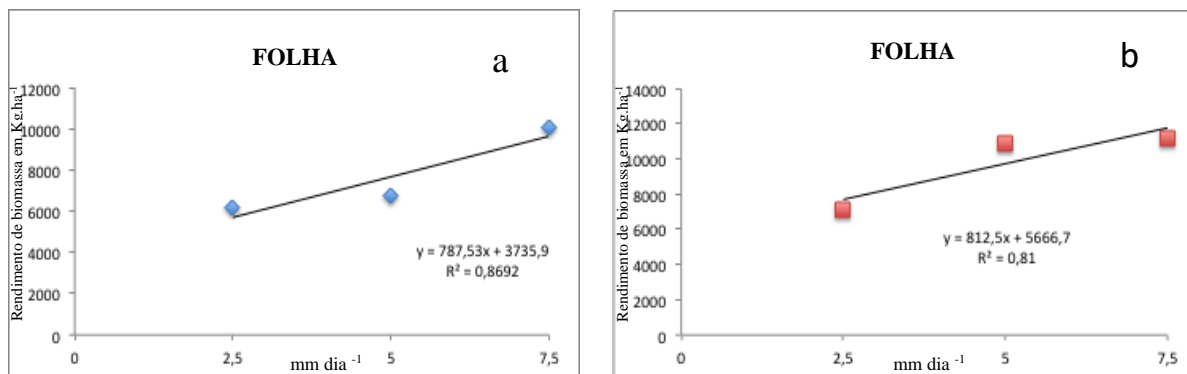 FOLHA
a
Rendimento de biomassa em Kg.ha⁻¹
12000
10000
8000
6000
4000
2000
0
y = 787,53x + 3735,9
R² = 0,8692
0
2,5
5
7,5
mm dia ⁻¹
FOLHA
b
Rendimento de biomassa em Kg.ha⁻¹
14000
12000
10000
8000
6000
4000
2000
0
y = 812,5x + 5666,7
R² = 0,81
0
2,5
5
7,5
mm dia ⁻¹